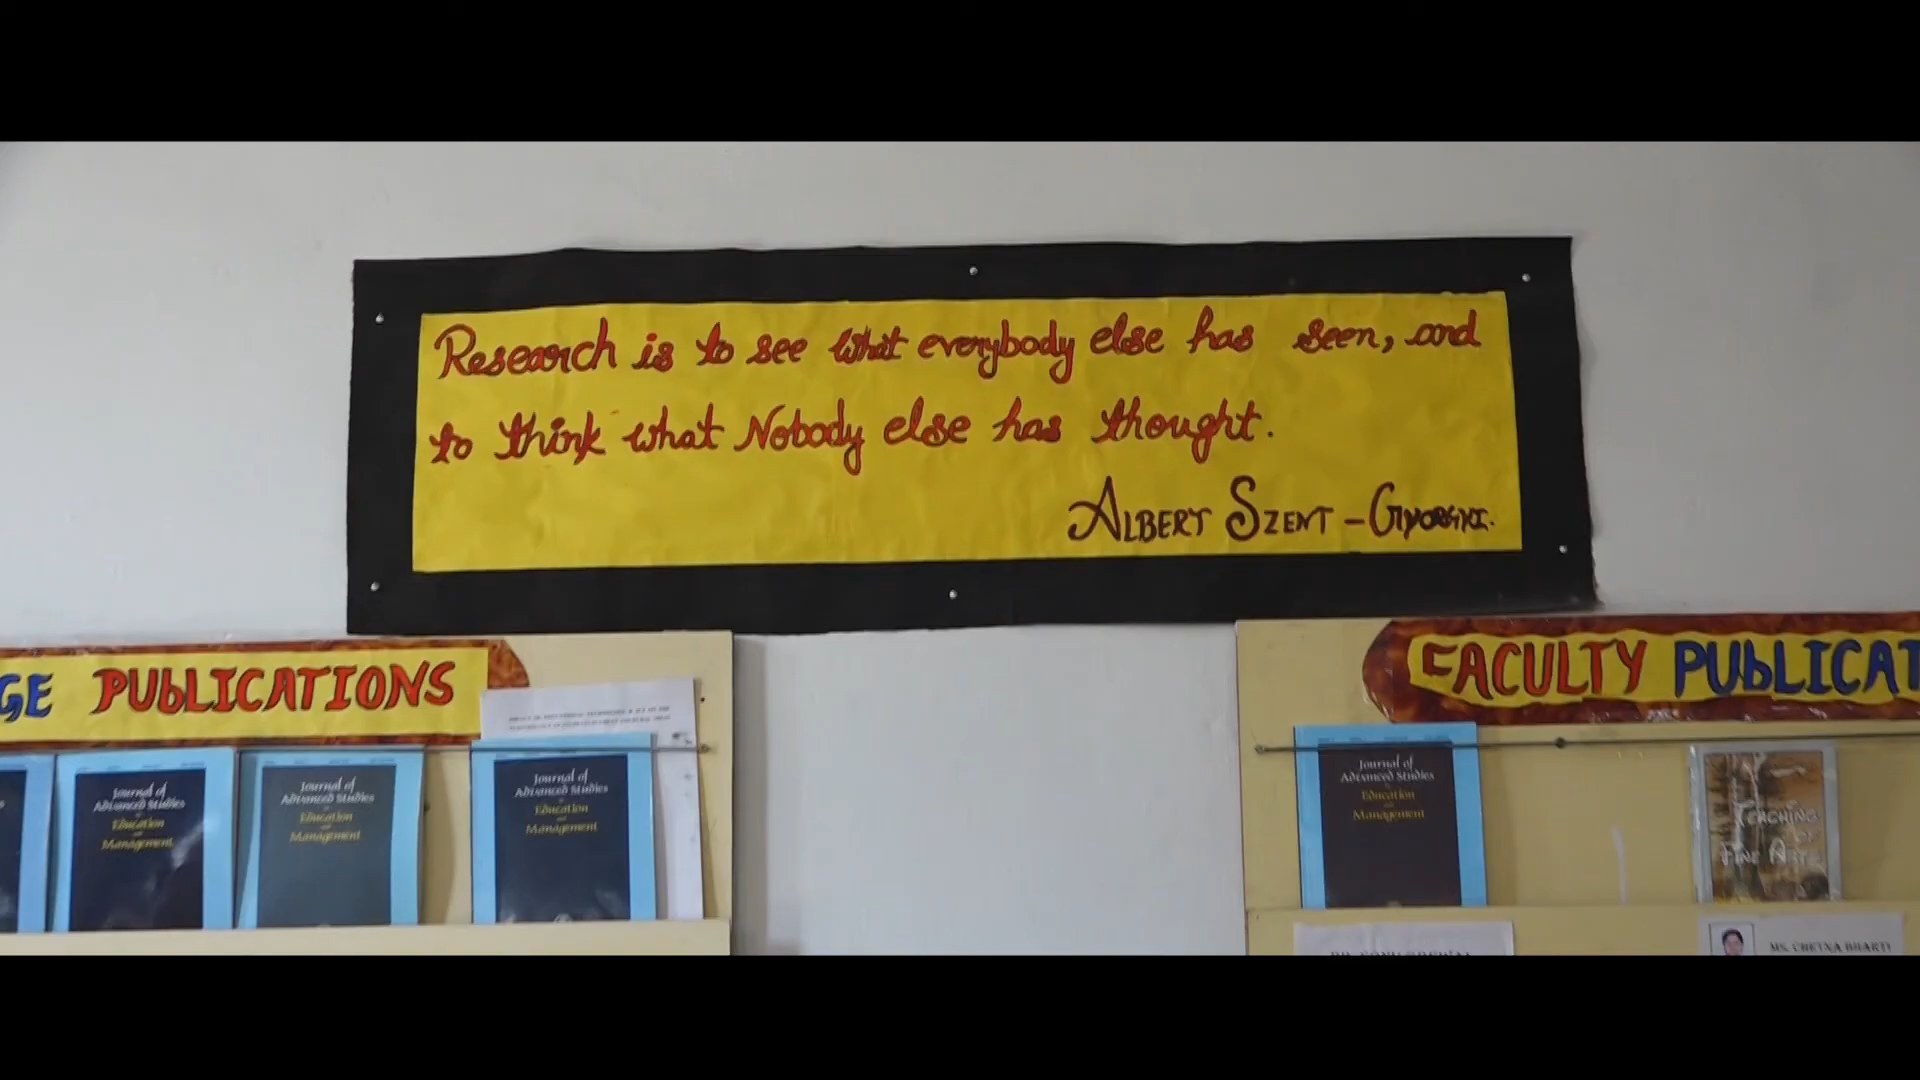 Research is to see what everybody else has seen, and
to think what Nobody else has thought.
ALBERT SZENT - GYORGYI.
GE PUBLICATIONS
FACULTY PUBLICAT
Journal of
Advanced Studies
Education
Management
Journal of
Advanced Studies
Education
Management
Journal of
Advanced Studies
Education
Management
Journal of
Advanced Studies
Education
Management
TEACHING
OF
FINE ART
MS. CHETNA BHARTI